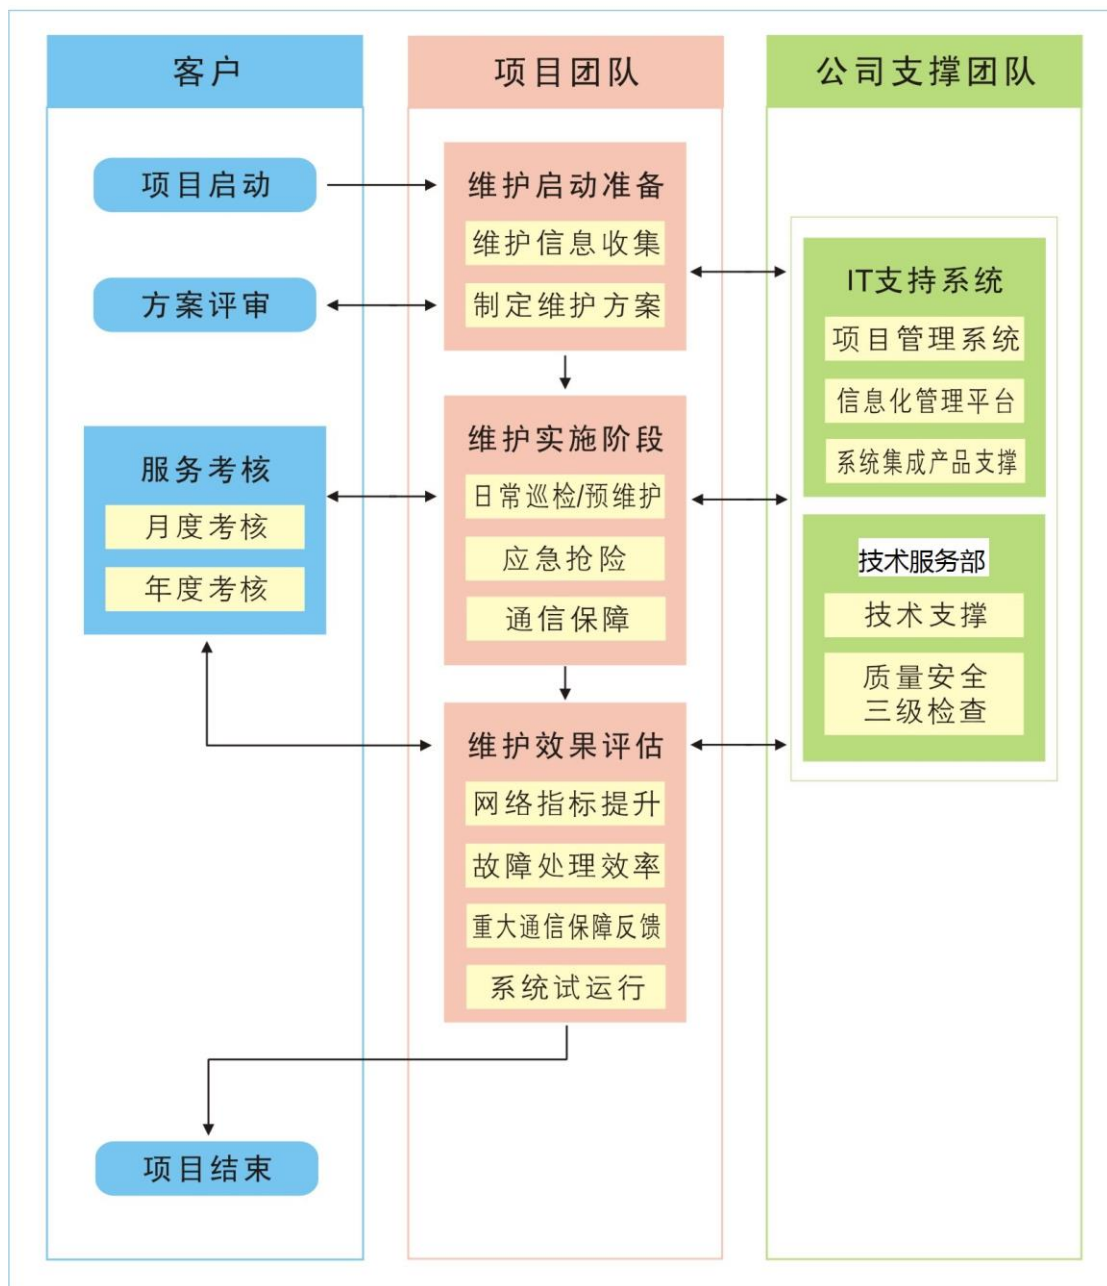 客户
项目团队
公司支撑团队
项目启动
方案评审
服务考核
月度考核
年度考核
项目结束
维护启动准备
维护信息收集
制定维护方案
维护实施阶段
日常巡检/预维护
应急抢险
通信保障
维护效果评估
网络指标提升
故障处理效率
重大通信保障反馈
系统试运行
IT支持系统
项目管理系统
信息化管理平台
系统集成产品支撑
技术服务部
技术支撑
质量安全
三级检查